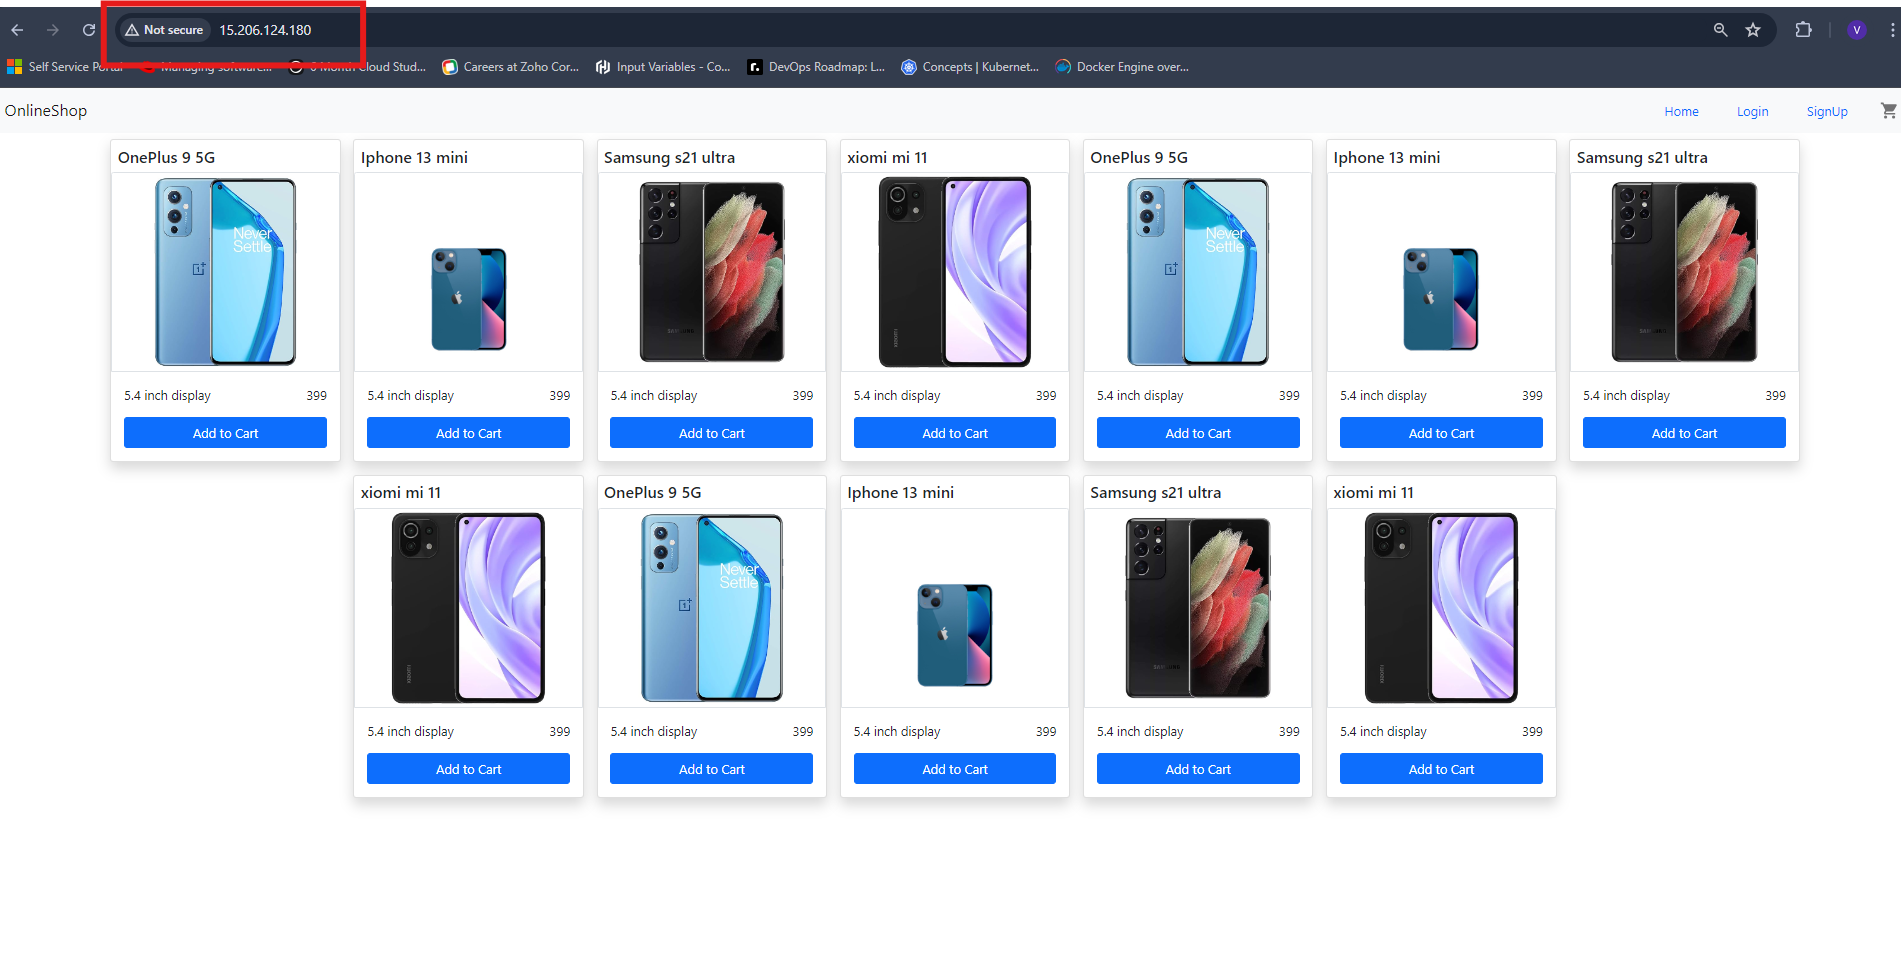 Not secure 15.206.124.180
V
Self Service Portal Managing software... 6 Month Cloud Stud... Careers at Zoho Cor... Input Variables - Co... DevOps Roadmap: L... Concepts | Kubernet... Docker Engine over...
OnlineShop Home Login SignUp
OnePlus 9 5G Iphone 13 mini Samsung s21 ultra xiomi mi 11 OnePlus 9 5G Iphone 13 mini Samsung s21 ultra
Never Never
Settle Settle
SAMSUNG SAMSUNG
xiaomi
5.4 inch display 399 5.4 inch display 399 5.4 inch display 399 5.4 inch display 399 5.4 inch display 399 5.4 inch display 399 5.4 inch display 399
Add to Cart Add to Cart Add to Cart Add to Cart Add to Cart Add to Cart Add to Cart
xiomi mi 11 OnePlus 9 5G Iphone 13 mini Samsung s21 ultra xiomi mi 11
Never
Settle
SAMSUNG
xiaomi xiaomi
5.4 inch display 399 5.4 inch display 399 5.4 inch display 399 5.4 inch display 399 5.4 inch display 399
Add to Cart Add to Cart Add to Cart Add to Cart Add to Cart